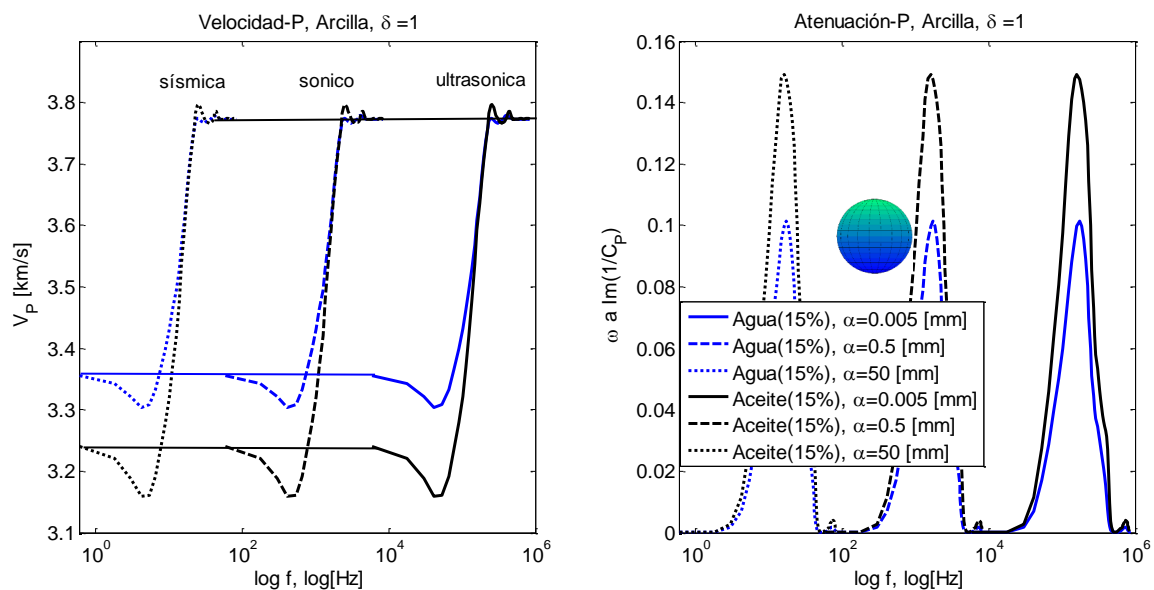 Velocidad-P, Arcilla, δ =1
sísmica sonico ultrasonica
3.8
3.7
3.6
3.5
3.4
3.3
3.2
3.1
V_P [km/s]
10^0 10^2 10^4 10^6
log f, log[Hz]
Atenuación-P, Arcilla, δ =1
0.16
0.14
0.12
0.1
0.08
0.06
0.04
0.02
0
ω a Im(1/C_P)
Agua(15%), α=0.005 [mm]
Agua(15%), α=0.5 [mm]
Agua(15%), α=50 [mm]
Aceite(15%), α=0.005 [mm]
Aceite(15%), α=0.5 [mm]
Aceite(15%), α=50 [mm]
10^0 10^2 10^4 10^6
log f, log[Hz]